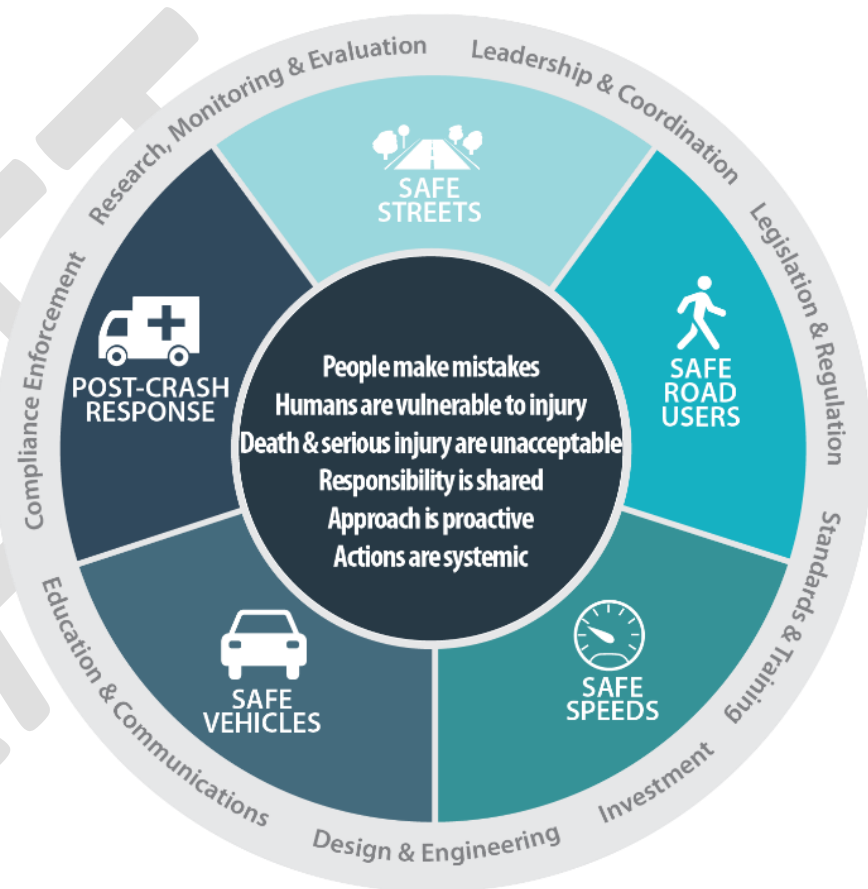 Research, Monitoring & Evaluation
Leadership & Coordination
Legislation & Regulation
Standards & Training
Investment
Design & Engineering
Education & Communications
Compliance Enforcement
SAFE
STREETS
SAFE
ROAD
USERS
SAFE
SPEEDS
SAFE
VEHICLES
POST-CRASH
RESPONSE
People make mistakes
Humans are vulnerable to injury
Death & serious injury are unacceptable
Responsibility is shared
Approach is proactive
Actions are systemic